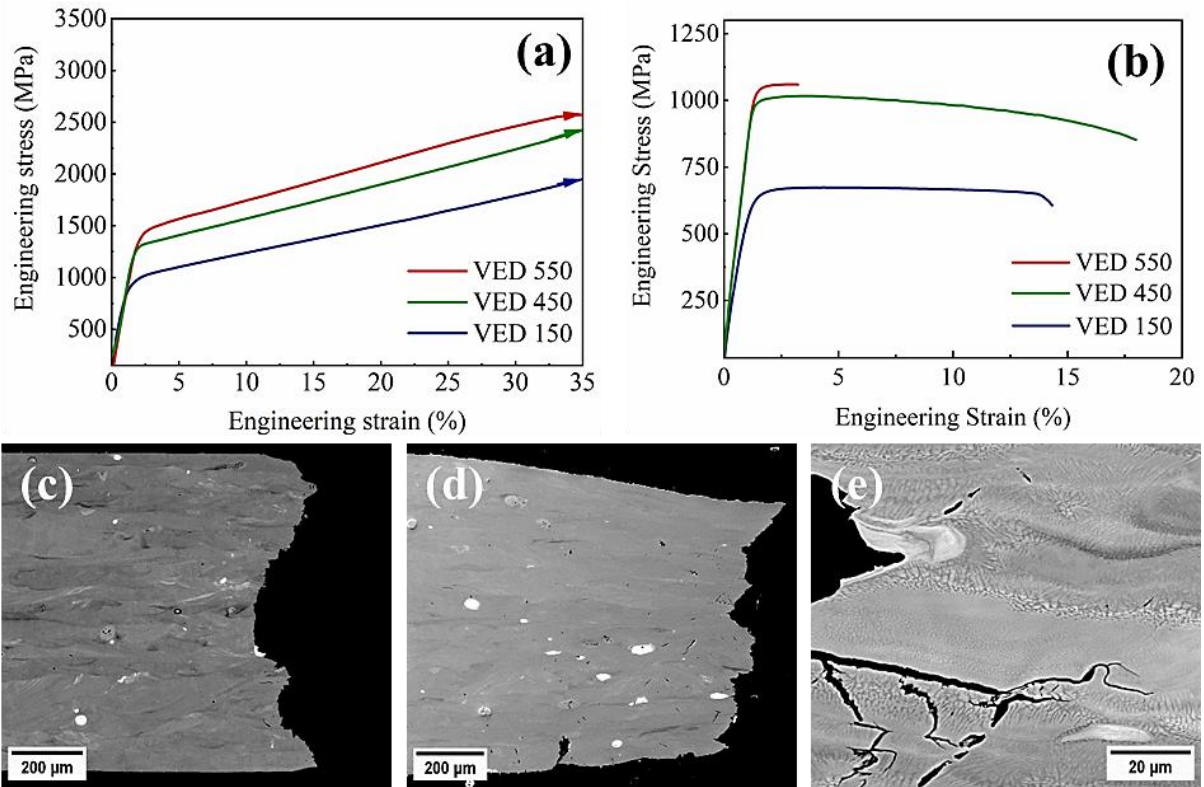 (a)
Engineering stress (MPa)
3500
3000
2500
2000
1500
1000
500
0 5 10 15 20 25 30 35
Engineering strain (%)
VED 550
VED 450
VED 150
(b)
Engineering Stress (MPa)
1250
1000
750
500
250
0 5 10 15 20
Engineering Strain (%)
VED 550
VED 450
VED 150
(c)
200 µm
(d)
200 µm
(e)
20 µm